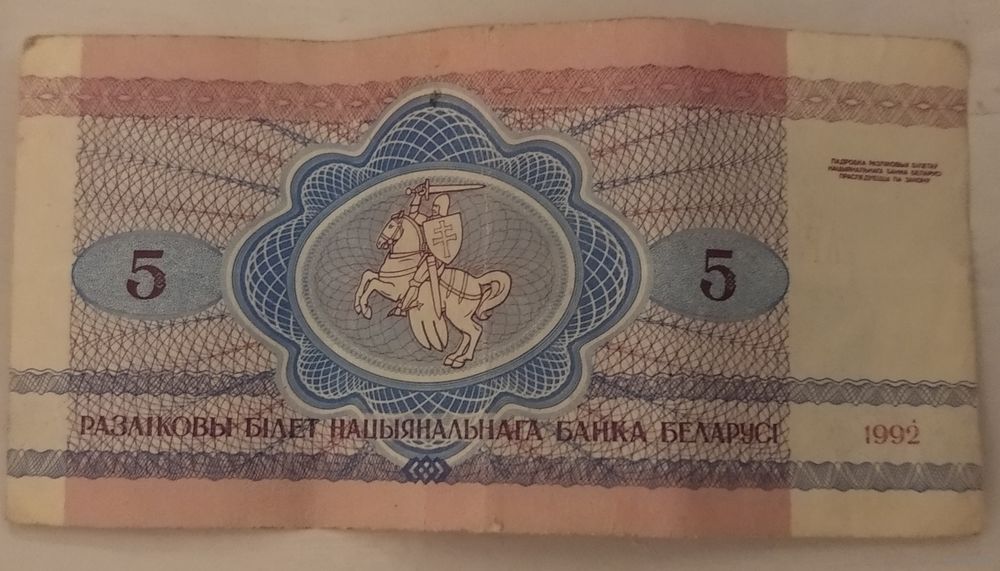 ПАДРОБКА РАЗЛІКОВЫХ БІЛЕТАЎ
НАЦЫЯНАЛЬНАГА БАНКА БЕЛАРУСІ
ПРАСЛЕДУЕЦЦА ПА ЗАКОНУ
5 5
РАЗЛІКОВЫ БІЛЕТ НАЦЫЯНАЛЬНАГА БАНКА БЕЛАРУСІ 1992